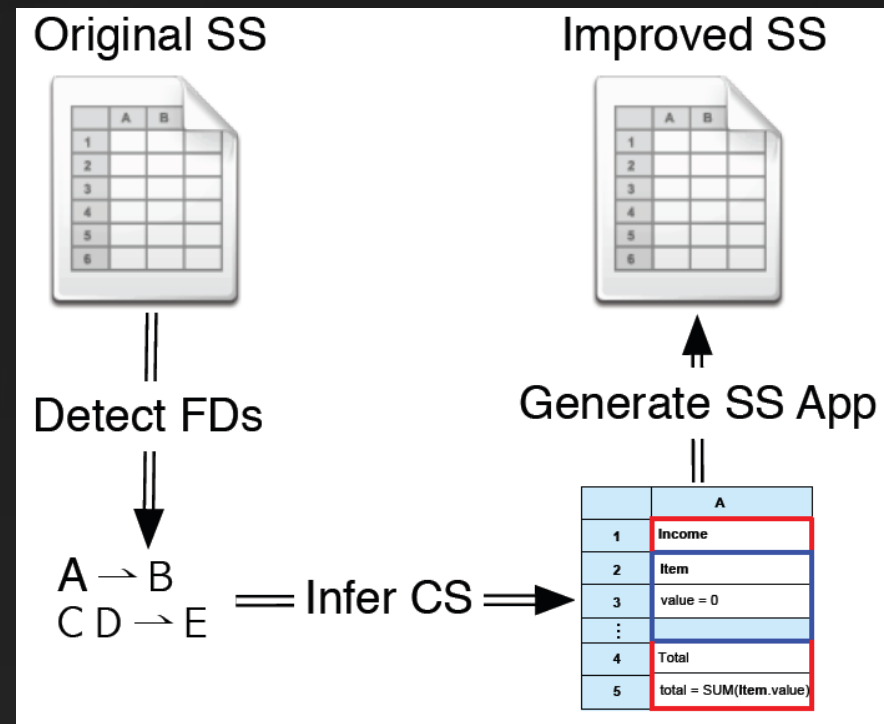 Original SS
Improved SS
A B
1
2
3
4
5
6
A B
1
2
3
4
5
6
Detect FDs
Generate SS App
A → B
C D → E
Infer CS
A
1 Income
2 Item
3 value = 0
⋮
4 Total
5 total = SUM(Item.value)